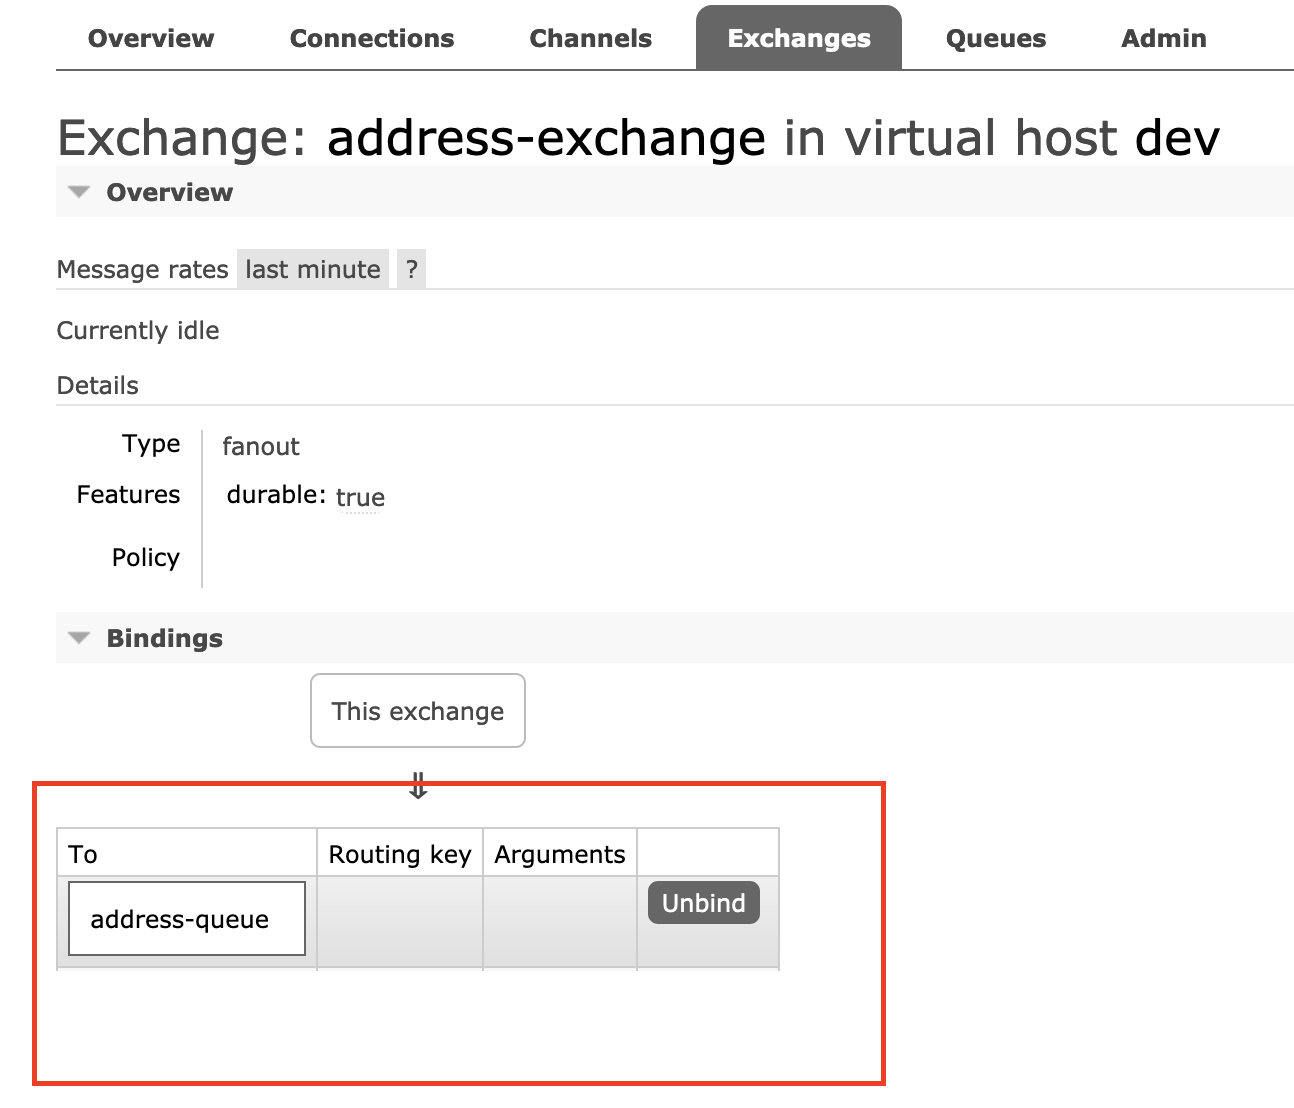 Overview Connections Channels Exchanges Queues Admin
Exchange: address-exchange in virtual host dev
Overview
Message rates last minute ?
Currently idle
Details
Type fanout
Features durable: true
Policy
Bindings
This exchange
⇓
To Routing key Arguments
address-queue Unbind